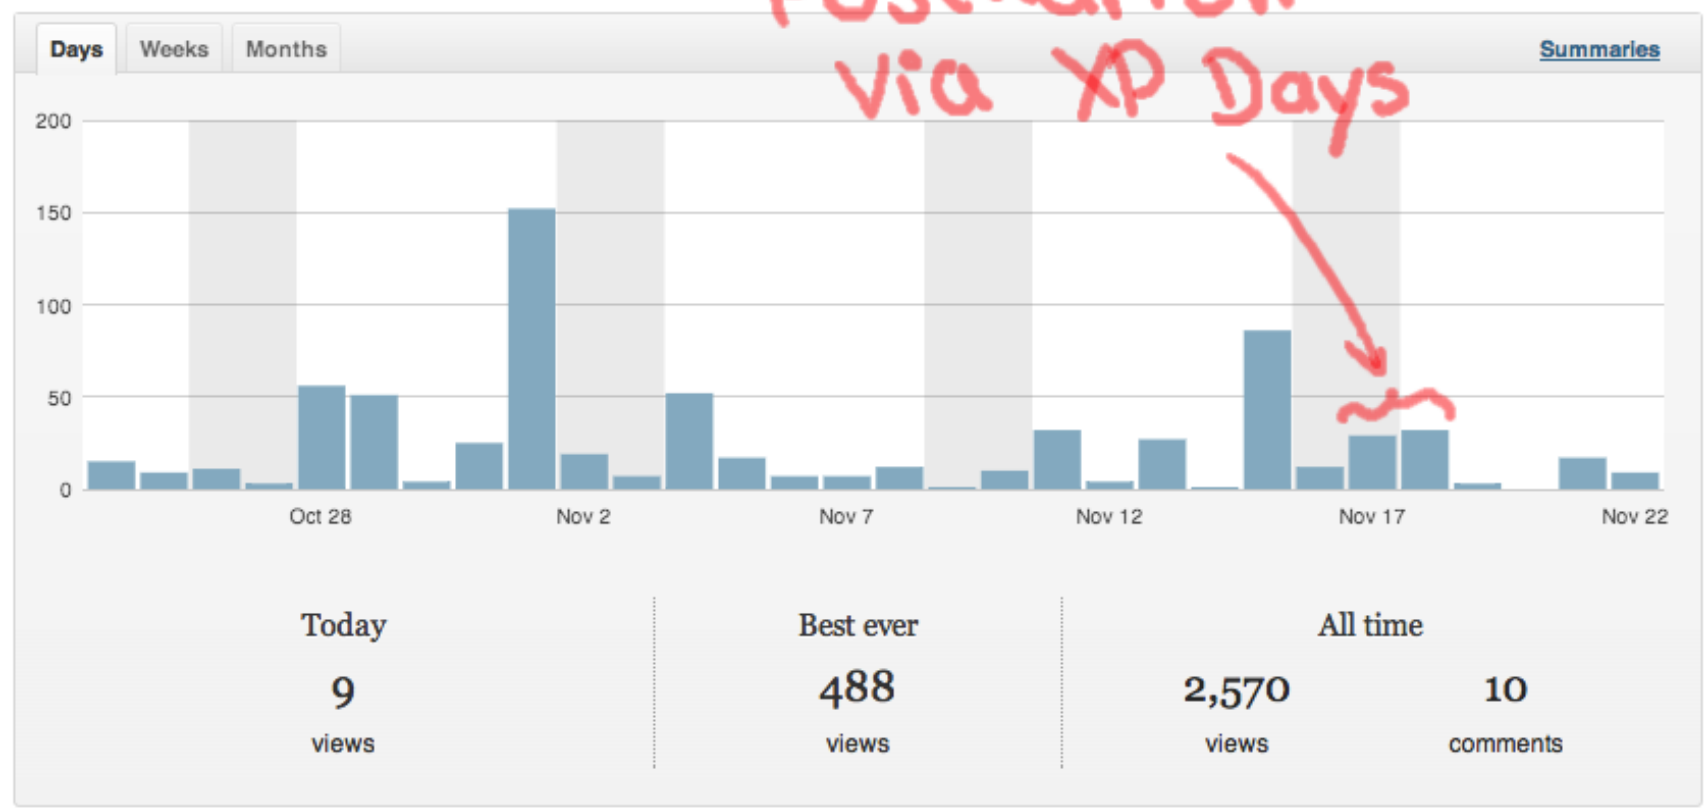 via XP Days
Days Weeks Months Summaries
200
150
100
50
0
Oct 28 Nov 2 Nov 7 Nov 12 Nov 17 Nov 22
Today Best ever All time
9 488 2,570 10
views views views comments